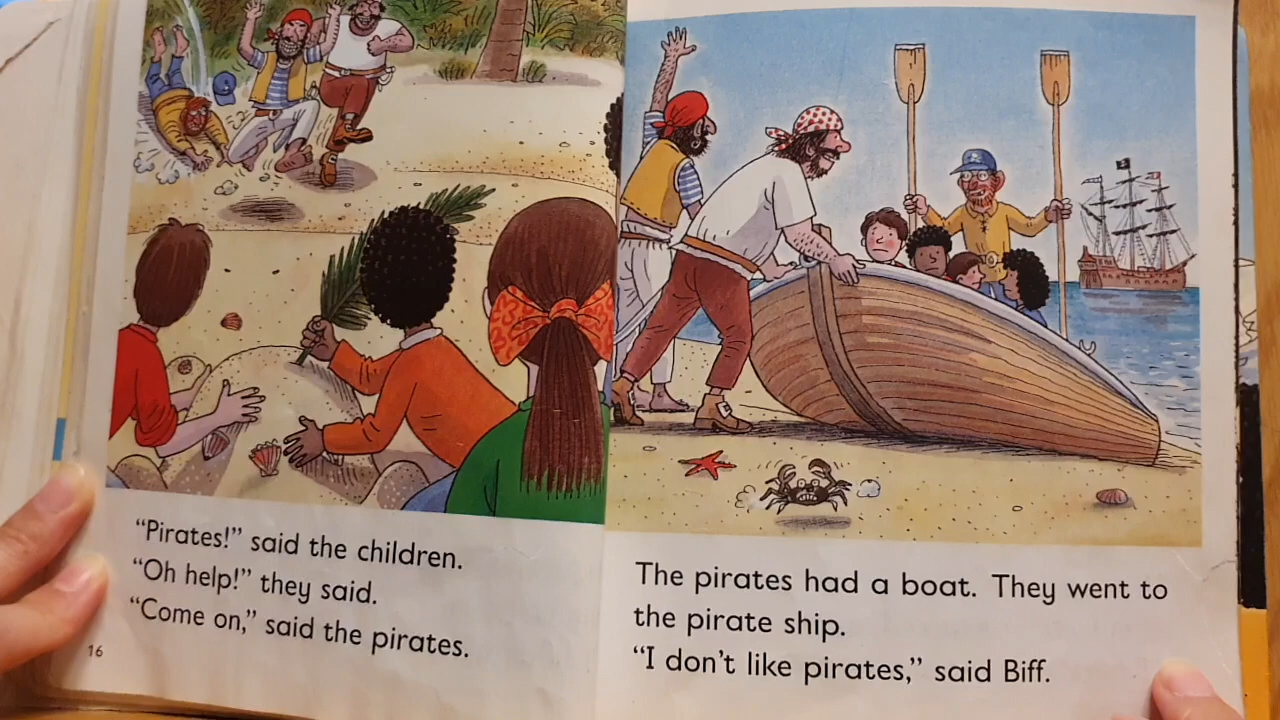 “Pirates!” said the children.
“Oh help!” they said.
“Come on,” said the pirates.
16
The pirates had a boat. They went to
the pirate ship.
“I don’t like pirates,” said Biff.